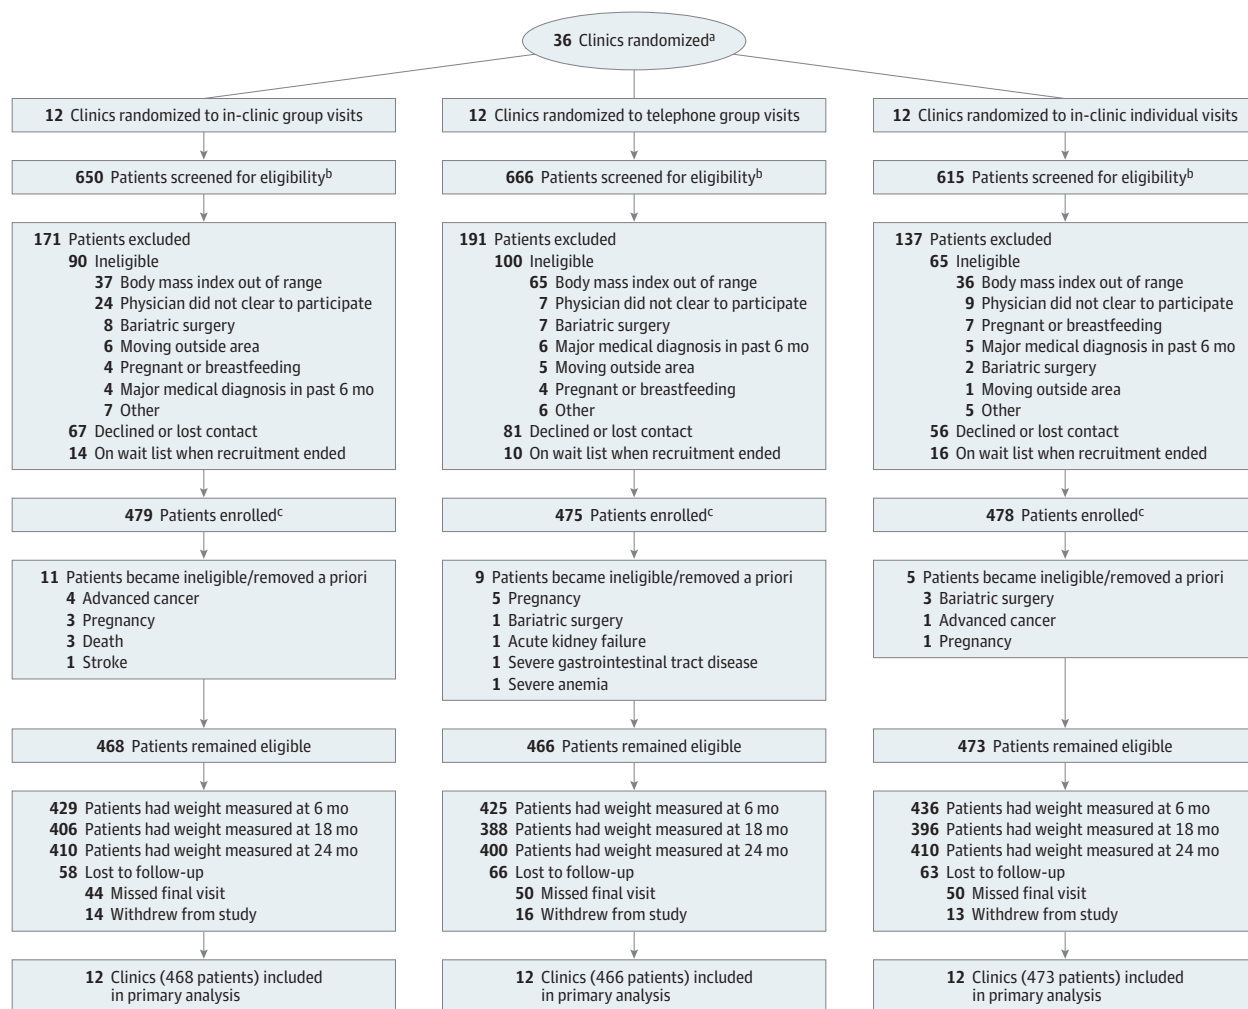 36 Clinics randomizedᵃ
12 Clinics randomized to in-clinic group visits
650 Patients screened for eligibilityᵇ
171 Patients excluded
90 Ineligible
37 Body mass index out of range
24 Physician did not clear to participate
8 Bariatric surgery
6 Moving outside area
4 Pregnant or breastfeeding
4 Major medical diagnosis in past 6 mo
7 Other
67 Declined or lost contact
14 On wait list when recruitment ended
479 Patients enrolledᶜ
11 Patients became ineligible/removed a priori
4 Advanced cancer
3 Pregnancy
3 Death
1 Stroke
468 Patients remained eligible
429 Patients had weight measured at 6 mo
406 Patients had weight measured at 18 mo
410 Patients had weight measured at 24 mo
58 Lost to follow-up
44 Missed final visit
14 Withdrew from study
12 Clinics (468 patients) included
in primary analysis
12 Clinics randomized to telephone group visits
666 Patients screened for eligibilityᵇ
191 Patients excluded
100 Ineligible
65 Body mass index out of range
7 Physician did not clear to participate
7 Bariatric surgery
6 Major medical diagnosis in past 6 mo
5 Moving outside area
4 Pregnant or breastfeeding
6 Other
81 Declined or lost contact
10 On wait list when recruitment ended
475 Patients enrolledᶜ
9 Patients became ineligible/removed a priori
5 Pregnancy
1 Bariatric surgery
1 Acute kidney failure
1 Severe gastrointestinal tract disease
1 Severe anemia
466 Patients remained eligible
425 Patients had weight measured at 6 mo
388 Patients had weight measured at 18 mo
400 Patients had weight measured at 24 mo
66 Lost to follow-up
50 Missed final visit
16 Withdrew from study
12 Clinics (466 patients) included
in primary analysis
12 Clinics randomized to in-clinic individual visits
615 Patients screened for eligibilityᵇ
137 Patients excluded
65 Ineligible
36 Body mass index out of range
9 Physician did not clear to participate
7 Pregnant or breastfeeding
5 Major medical diagnosis in past 6 mo
2 Bariatric surgery
1 Moving outside area
5 Other
56 Declined or lost contact
16 On wait list when recruitment ended
478 Patients enrolledᶜ
5 Patients became ineligible/removed a priori
3 Bariatric surgery
1 Advanced cancer
1 Pregnancy
473 Patients remained eligible
436 Patients had weight measured at 6 mo
396 Patients had weight measured at 18 mo
410 Patients had weight measured at 24 mo
63 Lost to follow-up
50 Missed final visit
13 Withdrew from study
12 Clinics (473 patients) included
in primary analysis